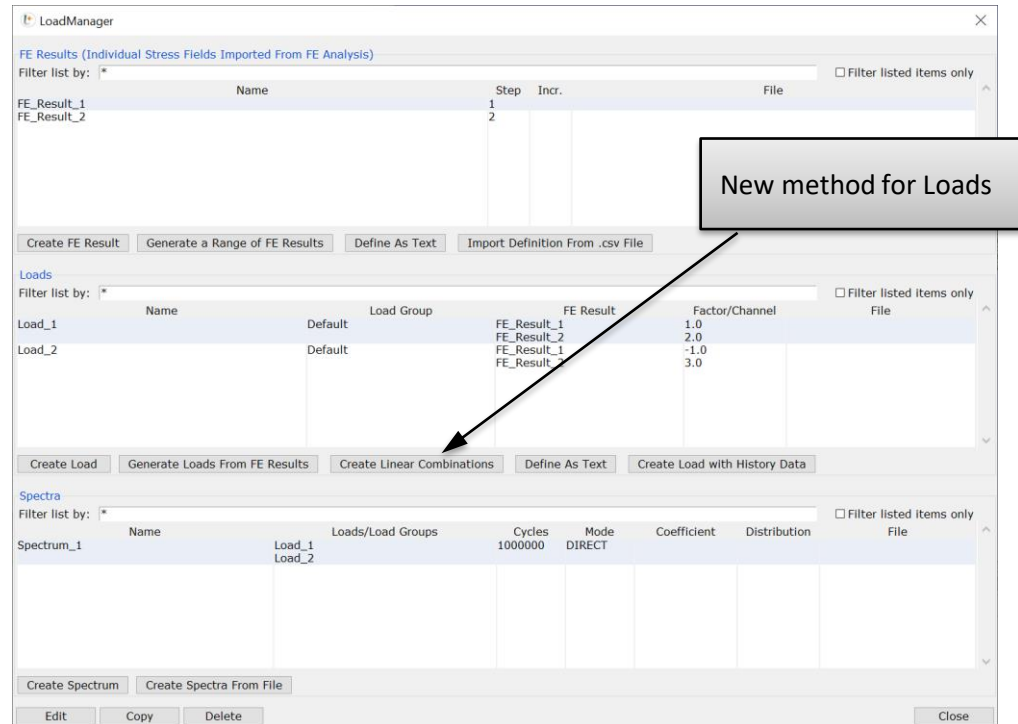 LoadManager
FE Results (Individual Stress Fields Imported From FE Analysis)
Filter list by: * Filter listed items only
Name Step Incr. File
FE_Result_1 1
FE_Result_2 2
New method for Loads
Create FE Result Generate a Range of FE Results Define As Text Import Definition From .csv File
Loads
Filter list by: * Filter listed items only
Name Load Group FE Result Factor/Channel File
Load_1 Default FE_Result_1 1.0
FE_Result_2 2.0
Load_2 Default FE_Result_1 -1.0
FE_Result_2 3.0
Create Load Generate Loads From FE Results Create Linear Combinations Define As Text Create Load with History Data
Spectra
Filter list by: * Filter listed items only
Name Loads/Load Groups Cycles Mode Coefficient Distribution File
Spectrum_1 Load_1 1000000 DIRECT
Load_2
Create Spectrum Create Spectra From File
Edit Copy Delete Close